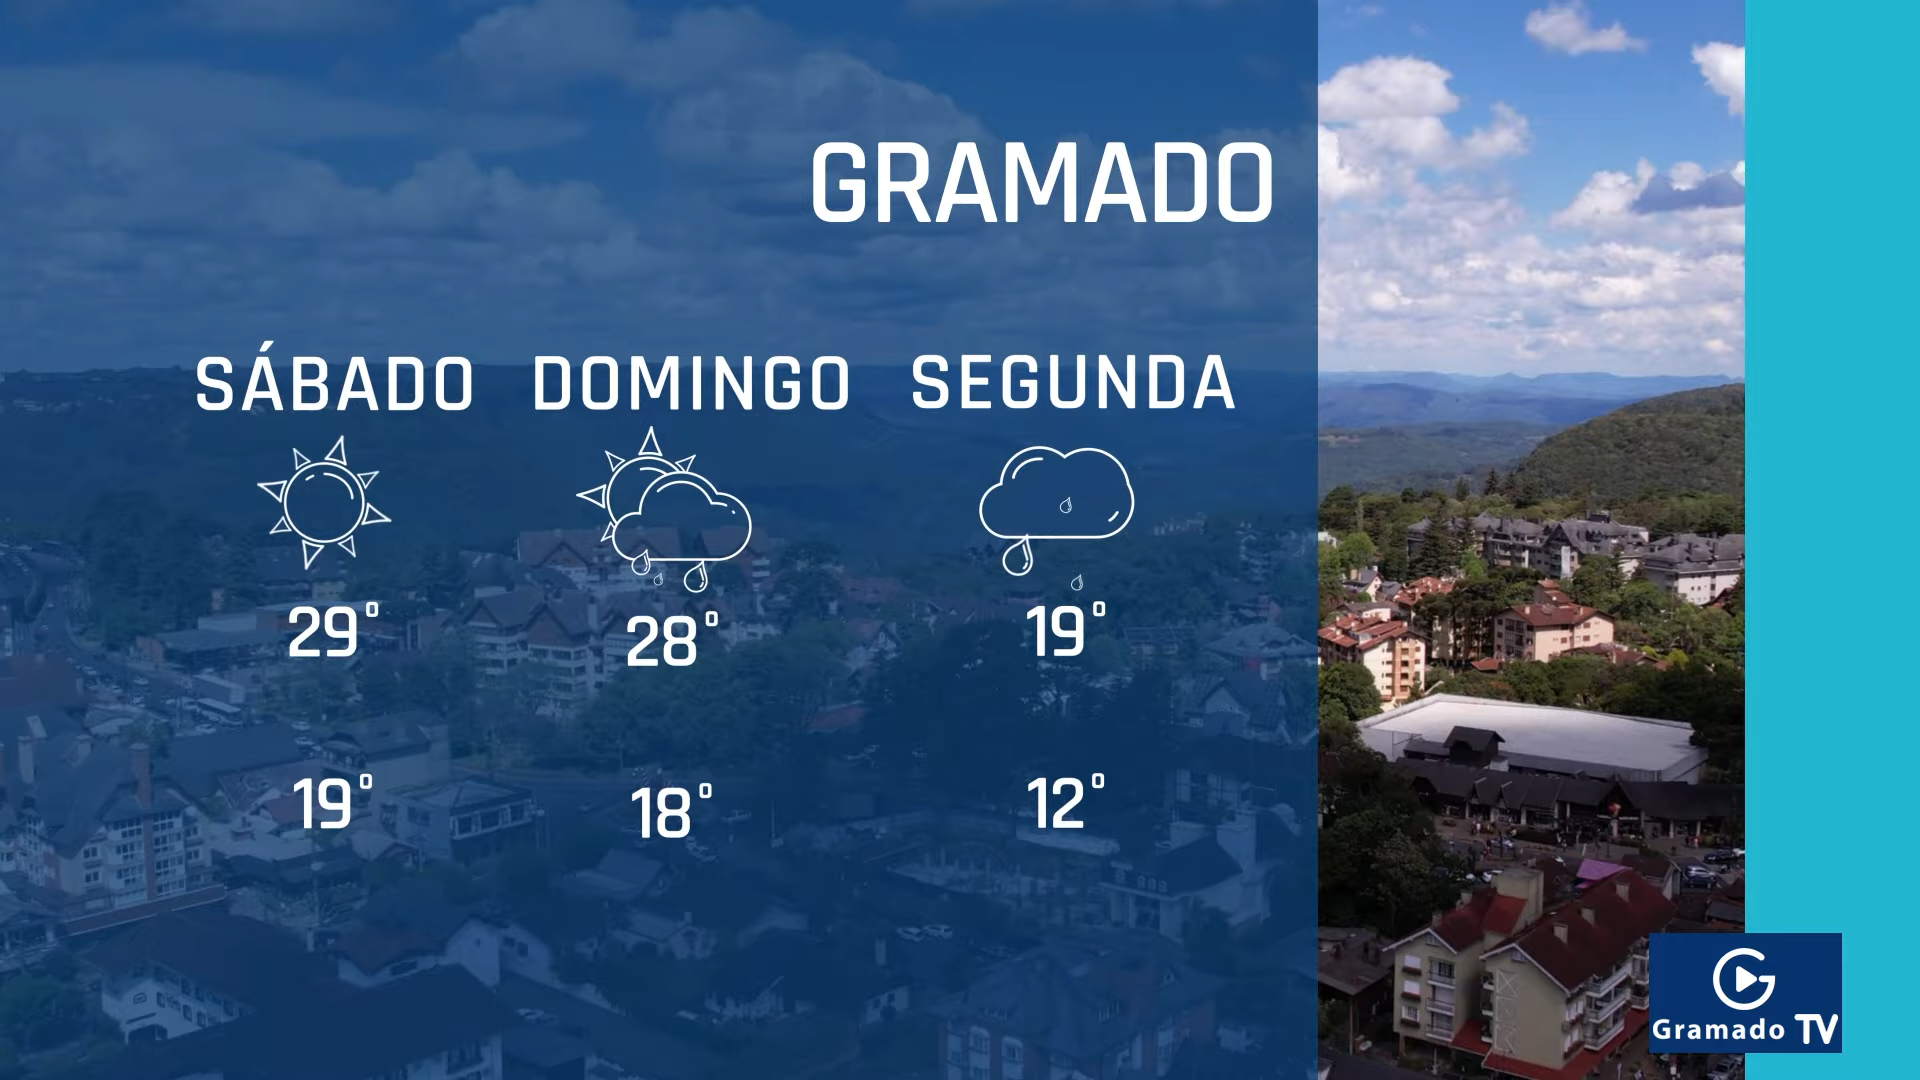 GRAMADO
SÁBADO DOMINGO SEGUNDA
29° 28° 19°
19° 18° 12°
Gramado TV